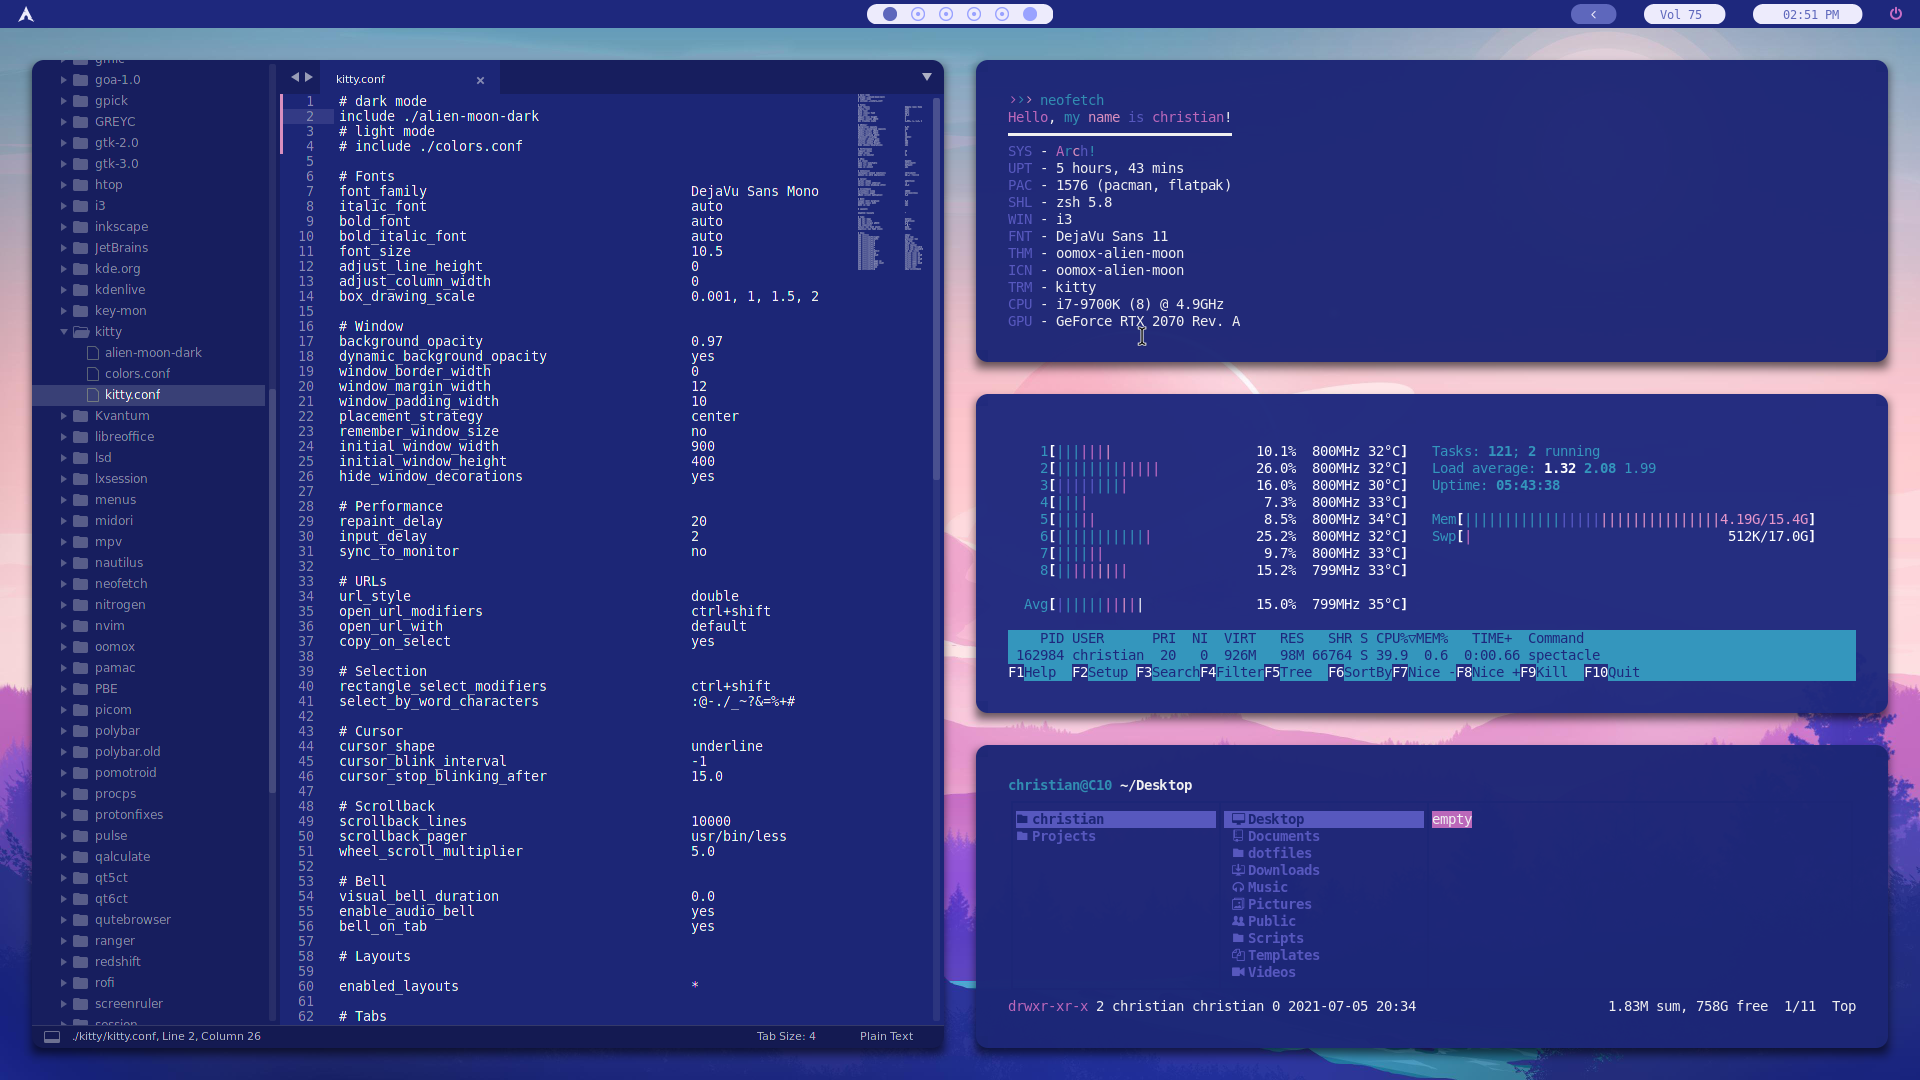 Vol 75
02:51 PM
gmic
goa-1.0
gpick
GREYC
gtk-2.0
gtk-3.0
htop
i3
inkscape
JetBrains
kde.org
kdenlive
key-mon
kitty
alien-moon-dark
colors.conf
kitty.conf
Kvantum
libreoffice
lsd
lxsession
menus
midori
mpv
nautilus
neofetch
nitrogen
nvim
oomox
pamac
PBE
picom
polybar
polybar.old
pomotroid
procps
protonfixes
pulse
qalculate
qt5ct
qt6ct
qutebrowser
ranger
redshift
rofi
screenruler
session
kitty.conf ×
1 # dark mode
2 include ./alien-moon-dark
3 # light mode
4 # include ./colors.conf
5
6 # Fonts
7 font_family DejaVu Sans Mono
8 italic_font auto
9 bold_font auto
10 bold_italic_font auto
11 font_size 10.5
12 adjust_line_height 0
13 adjust_column_width 0
14 box_drawing_scale 0.001, 1, 1.5, 2
15
16 # Window
17 background_opacity 0.97
18 dynamic_background_opacity yes
19 window_border_width 0
20 window_margin_width 12
21 window_padding_width 10
22 placement_strategy center
23 remember_window_size no
24 initial_window_width 900
25 initial_window_height 400
26 hide_window_decorations yes
27
28 # Performance
29 repaint_delay 20
30 input_delay 2
31 sync_to_monitor no
32
33 # URLs
34 url_style double
35 open_url_modifiers ctrl+shift
36 open_url_with default
37 copy_on_select yes
38
39 # Selection
40 rectangle_select_modifiers ctrl+shift
41 select_by_word_characters :@-./_~?&=%+#
42
43 # Cursor
44 cursor_shape underline
45 cursor_blink_interval -1
46 cursor_stop_blinking_after 15.0
47
48 # Scrollback
49 scrollback_lines 10000
50 scrollback_pager usr/bin/less
51 wheel_scroll_multiplier 5.0
52
53 # Bell
54 visual_bell_duration 0.0
55 enable_audio_bell yes
56 bell_on_tab yes
57
58 # Layouts
59
60 enabled_layouts *
61
62 # Tabs
./kitty/kitty.conf, Line 2, Column 26 Tab Size: 4 Plain Text
>>> neofetch
Hello, my name is christian!
SYS - Arch!
UPT - 5 hours, 43 mins
PAC - 1576 (pacman, flatpak)
SHL - zsh 5.8
WIN - i3
FNT - DejaVu Sans 11
THM - oomox-alien-moon
ICN - oomox-alien-moon
TRM - kitty
CPU - i7-9700K (8) @ 4.9GHz
GPU - GeForce RTX 2070 Rev. A
1[||||||| 10.1% 800MHz 32°C] Tasks: 121; 2 running
2[||||||||||||| 26.0% 800MHz 32°C] Load average: 1.32 2.08 1.99
3[||||||||| 16.0% 800MHz 30°C] Uptime: 05:43:38
4[|||| 7.3% 800MHz 33°C]
5[||||| 8.5% 800MHz 34°C] Mem[||||||||||||||||||||||||||||||||4.19G/15.4G]
6[|||||||||||| 25.2% 800MHz 32°C] Swp[| 512K/17.0G]
7[|||||| 9.7% 800MHz 33°C]
8[||||||||| 15.2% 799MHz 33°C]
Avg[||||||||||| 15.0% 799MHz 35°C]
PID USER PRI NI VIRT RES SHR S CPU%▽MEM% TIME+ Command
162984 christian 20 0 926M 98M 66764 S 39.9 0.6 0:00.66 spectacle
F1Help F2Setup F3SearchF4FilterF5Tree F6SortByF7Nice -F8Nice +F9Kill F10Quit
christian@C10 ~/Desktop
christian Desktop empty
Projects Documents
dotfiles
Downloads
Music
Pictures
Public
Scripts
Templates
Videos
drwxr-xr-x 2 christian christian 0 2021-07-05 20:34 1.83M sum, 758G free 1/11 Top